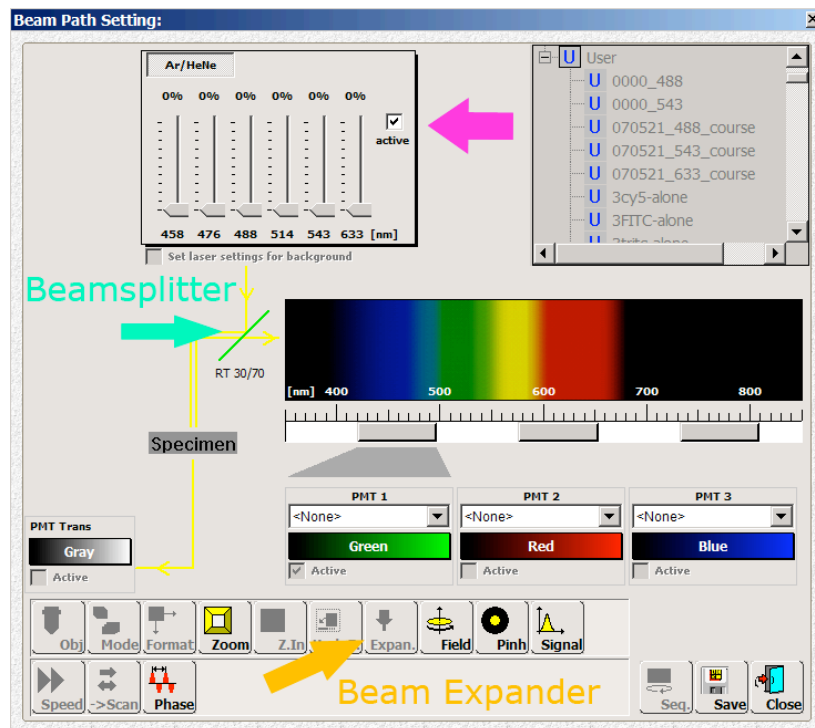 Beam Path Setting:
Ar/HeNe
0% 0% 0% 0% 0% 0%
active
458 476 488 514 543 633 [nm]
Set laser settings for background
User
0000_488
0000_543
070521_488_course
070521_543_course
070521_633_course
3cy5-alone
3FITC-alone
3tritc-alone
Beamsplitter
RT 30/70
[nm] 400 500 600 700 800
Specimen
PMT Trans
Gray
Active
PMT 1
<None>
Green
Active
PMT 2
<None>
Red
Active
PMT 3
<None>
Blue
Active
Obj Mode Format Zoom Z.In Expan. Field Pinh Signal
Beam Expander
Speed ->Scan Phase
Seq. Save Close